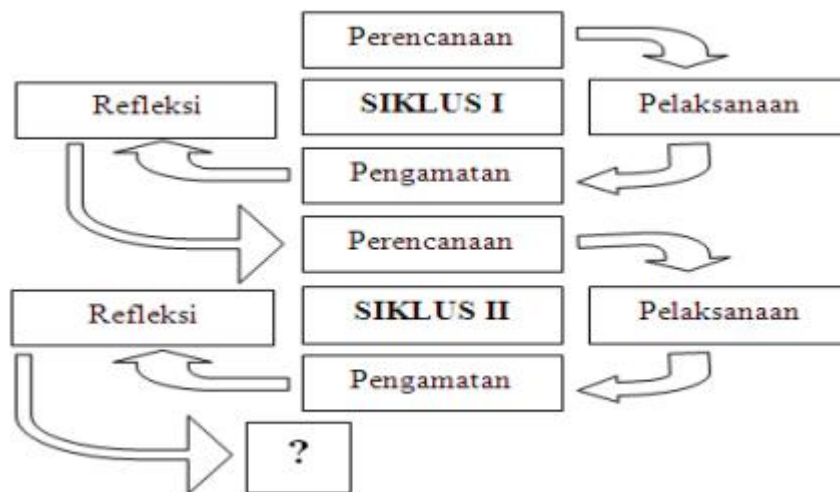 Perencanaan
Refleksi
SIKLUS I
Pelaksanaan
Pengamatan
Perencanaan
Refleksi
SIKLUS II
Pelaksanaan
Pengamatan
?